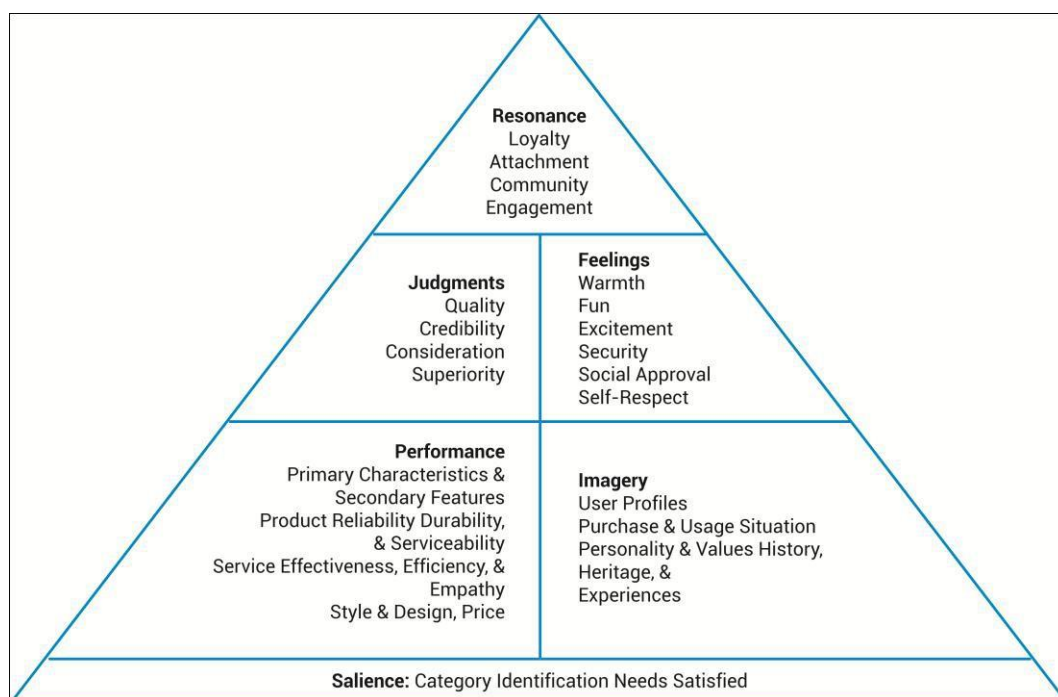 Resonance
Loyalty
Attachment
Community
Engagement
Judgments
Quality
Credibility
Consideration
Superiority
Feelings
Warmth
Fun
Excitement
Security
Social Approval
Self-Respect
Performance
Primary Characteristics &
Secondary Features
Product Reliability Durability,
& Serviceability
Service Effectiveness, Efficiency, &
Empathy
Style & Design, Price
Imagery
User Profiles
Purchase & Usage Situation
Personality & Values History,
Heritage, &
Experiences
Salience: Category Identification Needs Satisfied